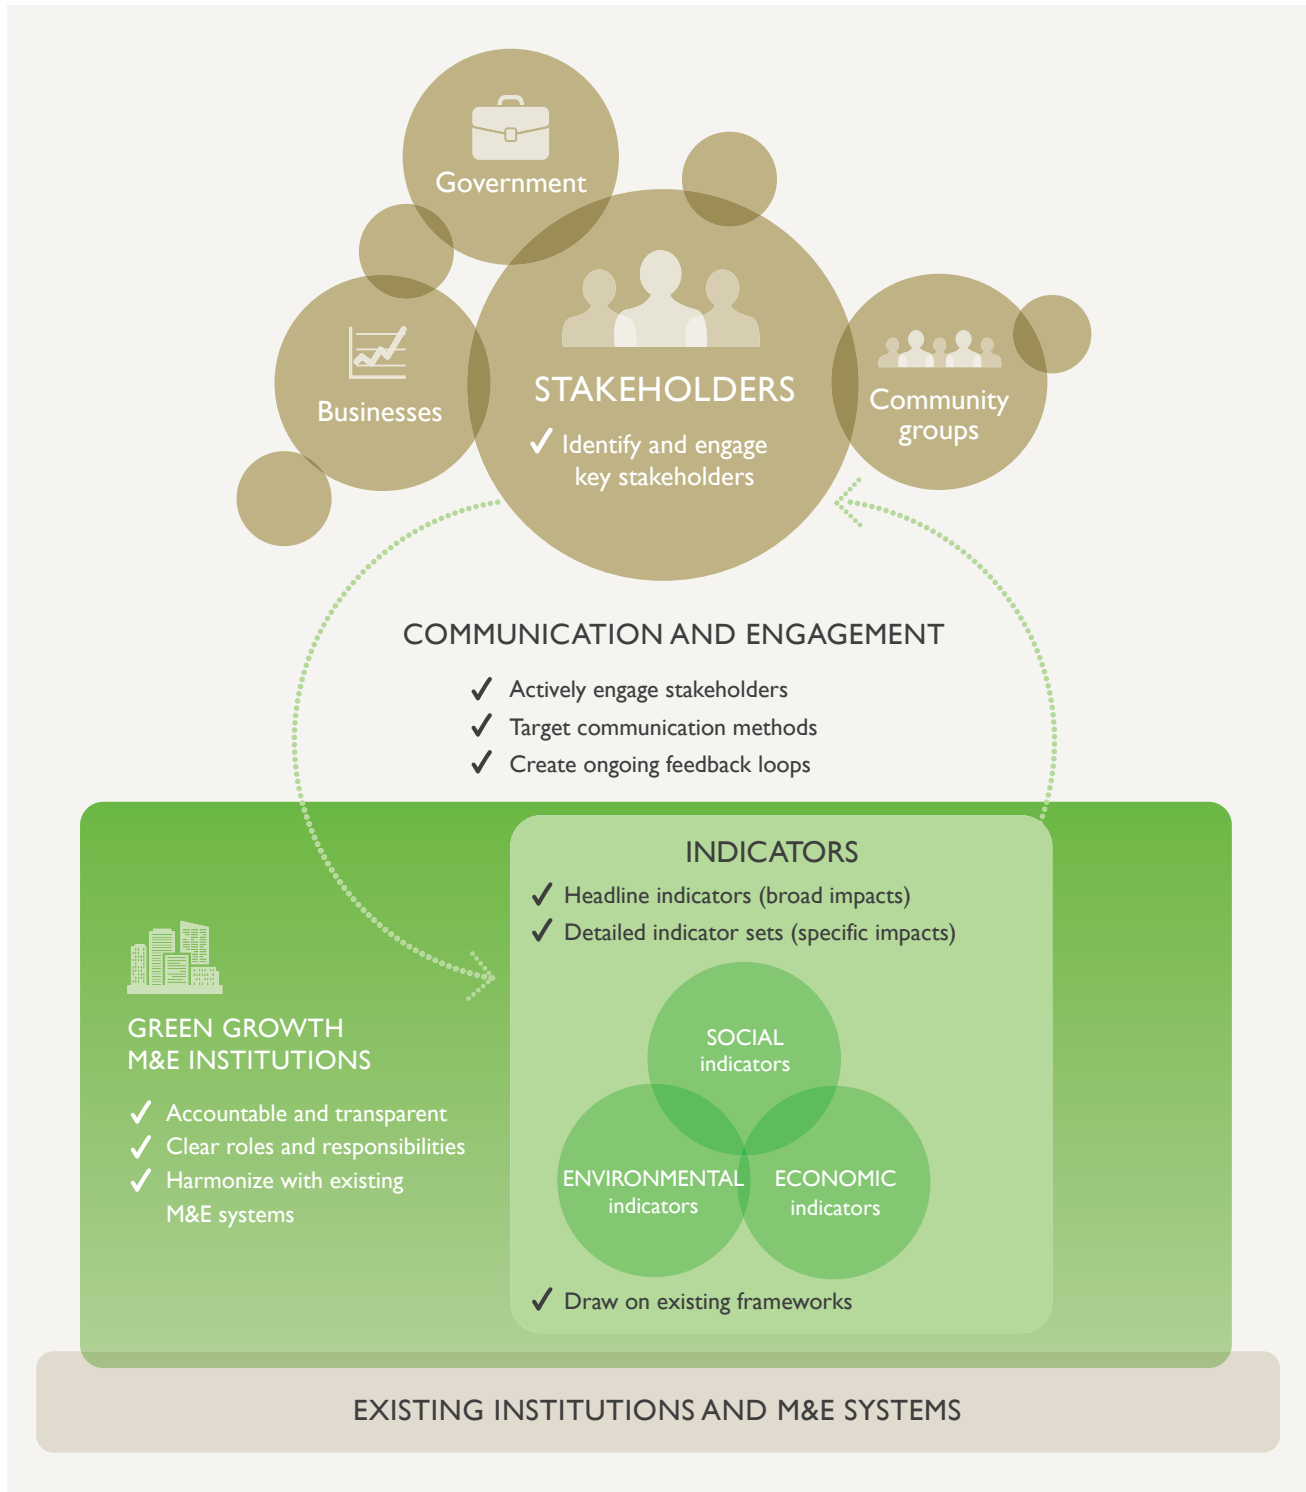 Government
Businesses
STAKEHOLDERS
✓ Identify and engage
key stakeholders
Community
groups
COMMUNICATION AND ENGAGEMENT
✓ Actively engage stakeholders
✓ Target communication methods
✓ Create ongoing feedback loops
GREEN GROWTH
M&E INSTITUTIONS
✓ Accountable and transparent
✓ Clear roles and responsibilities
✓ Harmonize with existing
M&E systems
INDICATORS
✓ Headline indicators (broad impacts)
✓ Detailed indicator sets (specific impacts)
SOCIAL
indicators
ENVIRONMENTAL
indicators
ECONOMIC
indicators
✓ Draw on existing frameworks
EXISTING INSTITUTIONS AND M&E SYSTEMS